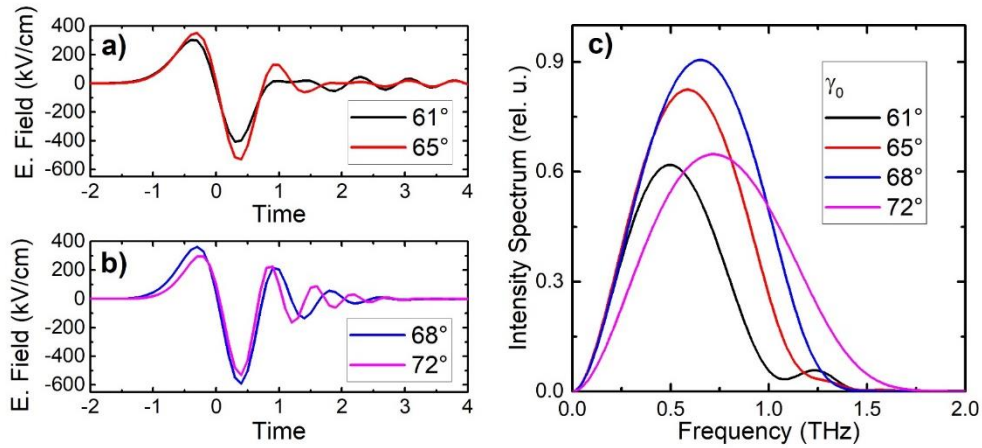 a)
E. Field (kV/cm)
400
200
0
-200
-400
-600
61°
65°
-2 -1 0 1 2 3 4
Time
b)
E. Field (kV/cm)
400
200
0
-200
-400
-600
68°
72°
-2 -1 0 1 2 3 4
Time
c)
Intensity Spectrum (rel. u.)
0.9
0.6
0.3
0.0
γ₀
61°
65°
68°
72°
0.0 0.5 1.0 1.5 2.0
Frequency (THz)